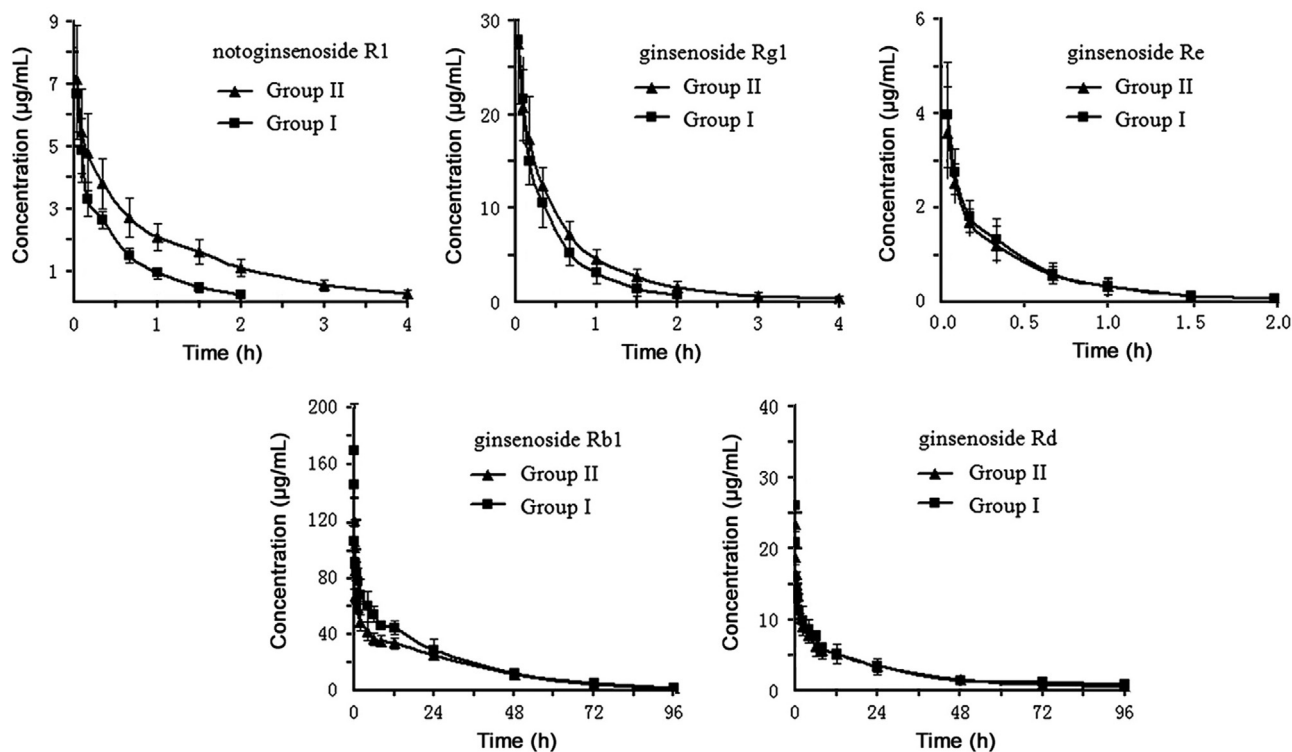 notoginsenoside R1
Group II
Group I
Concentration (µg/mL)
9
7
5
3
1
0 1 2 3 4
Time (h)
ginsenoside Rg1
Group II
Group I
Concentration (µg/mL)
30
20
10
0
0 1 2 3 4
Time (h)
ginsenoside Re
Group II
Group I
Concentration (µg/mL)
6
4
2
0
0.0 0.5 1.0 1.5 2.0
Time (h)
ginsenoside Rb1
Group II
Group I
Concentration (µg/mL)
200
160
120
80
40
0
0 24 48 72 96
Time (h)
ginsenoside Rd
Group II
Group I
Concentration (µg/mL)
40
30
20
10
0
0 24 48 72 96
Time (h)